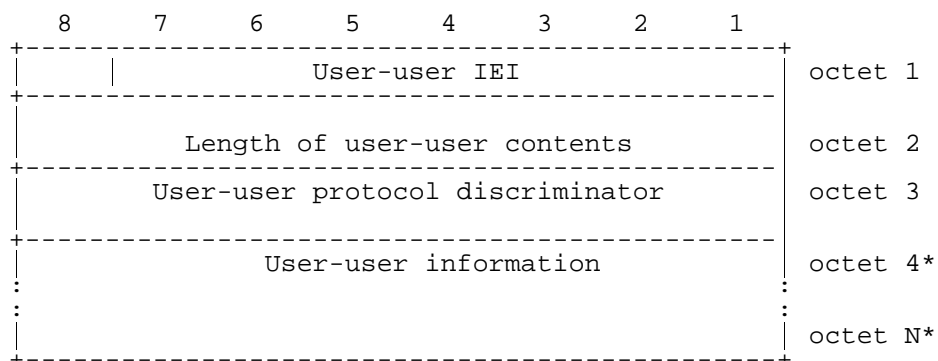 8 7 6 5 4 3 2 1
User-user IEI octet 1
Length of user-user contents octet 2
User-user protocol discriminator octet 3
User-user information octet 4*
:           :
:           :
octet N*